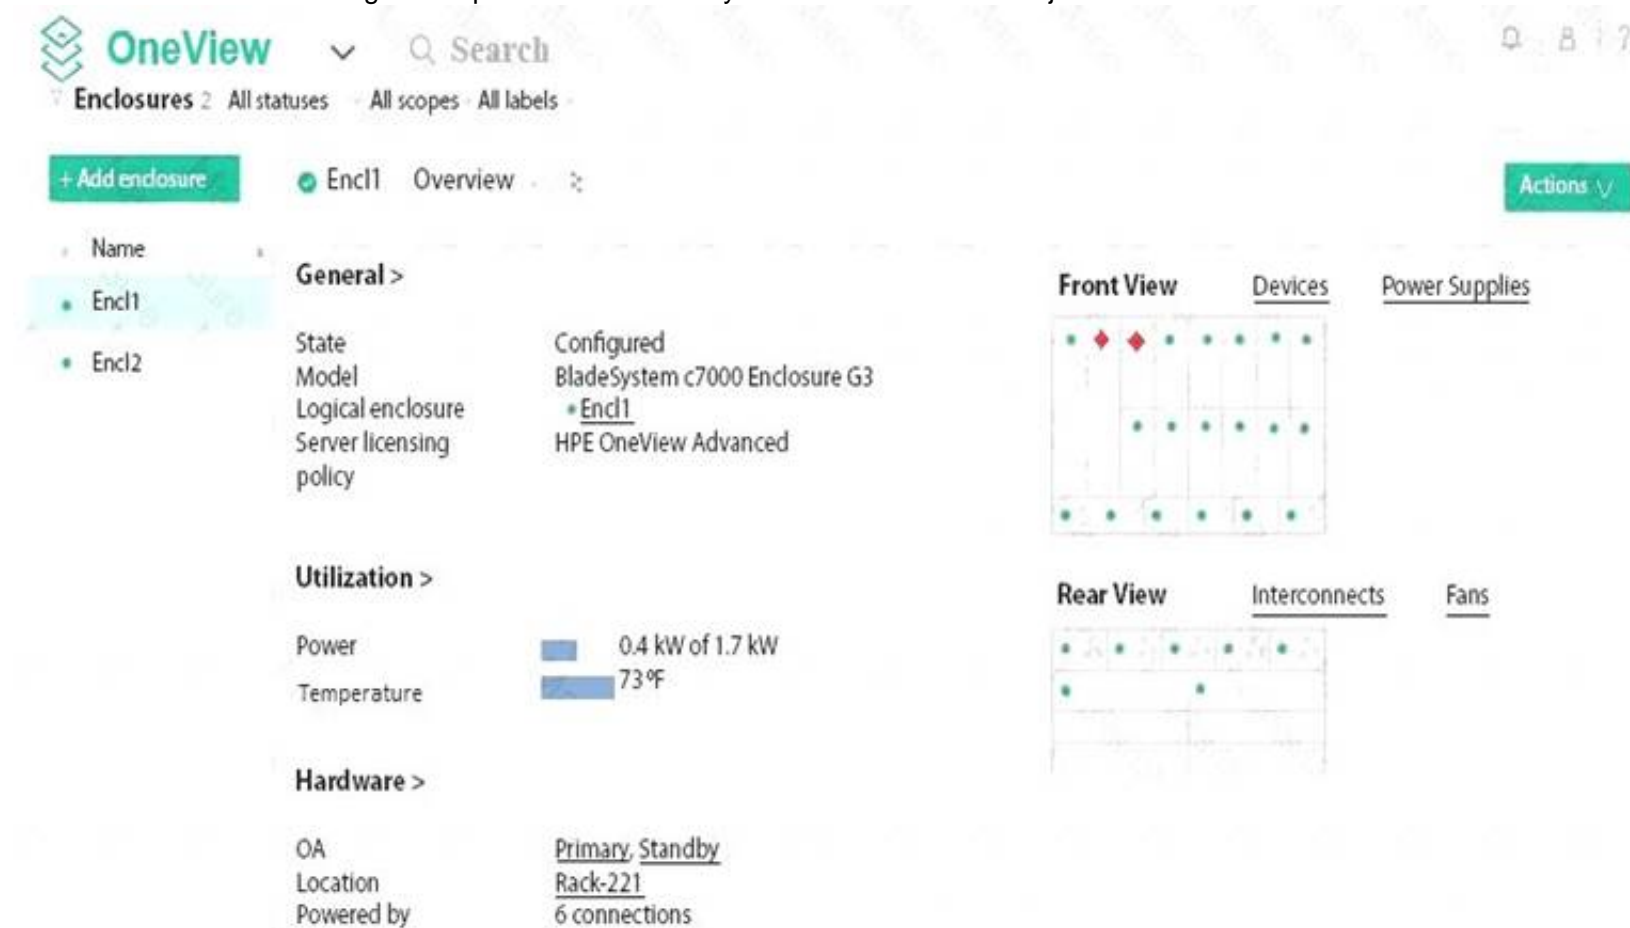 OneView
Search
Enclosures 2 All statuses All scopes All labels
+ Add enclosure
Encl1 Overview
Actions
Name
Encl1
Encl2
General >
State Configured
Model BladeSystem c7000 Enclosure G3
Logical enclosure Encl1
Server licensing HPE OneView Advanced
policy
Utilization >
Power 0.4 kW of 1.7 kW
Temperature 73ºF
Hardware >
OA Primary, Standby
Location Rack-221
Powered by 6 connections
Front View Devices Power Supplies
Rear View Interconnects Fans